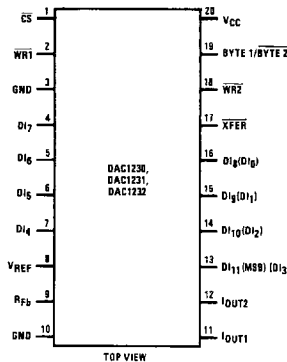 CS 1 20 VCC
WR1 2 19 BYTE 1/BYTE 2
GND 3 18 WR2
DI7 4 17 XFER
DI6 5 16 DI8(DI0)
DAC1230,
DAC1231,
DAC1232
DI5 6 15 DI9(DI1)
DI4 7 14 DI10(DI2)
VREF 8 13 DI11(MSB) (DI3)
RFb 9 12 IOUT2
GND 10 11 IOUT1
TOP VIEW